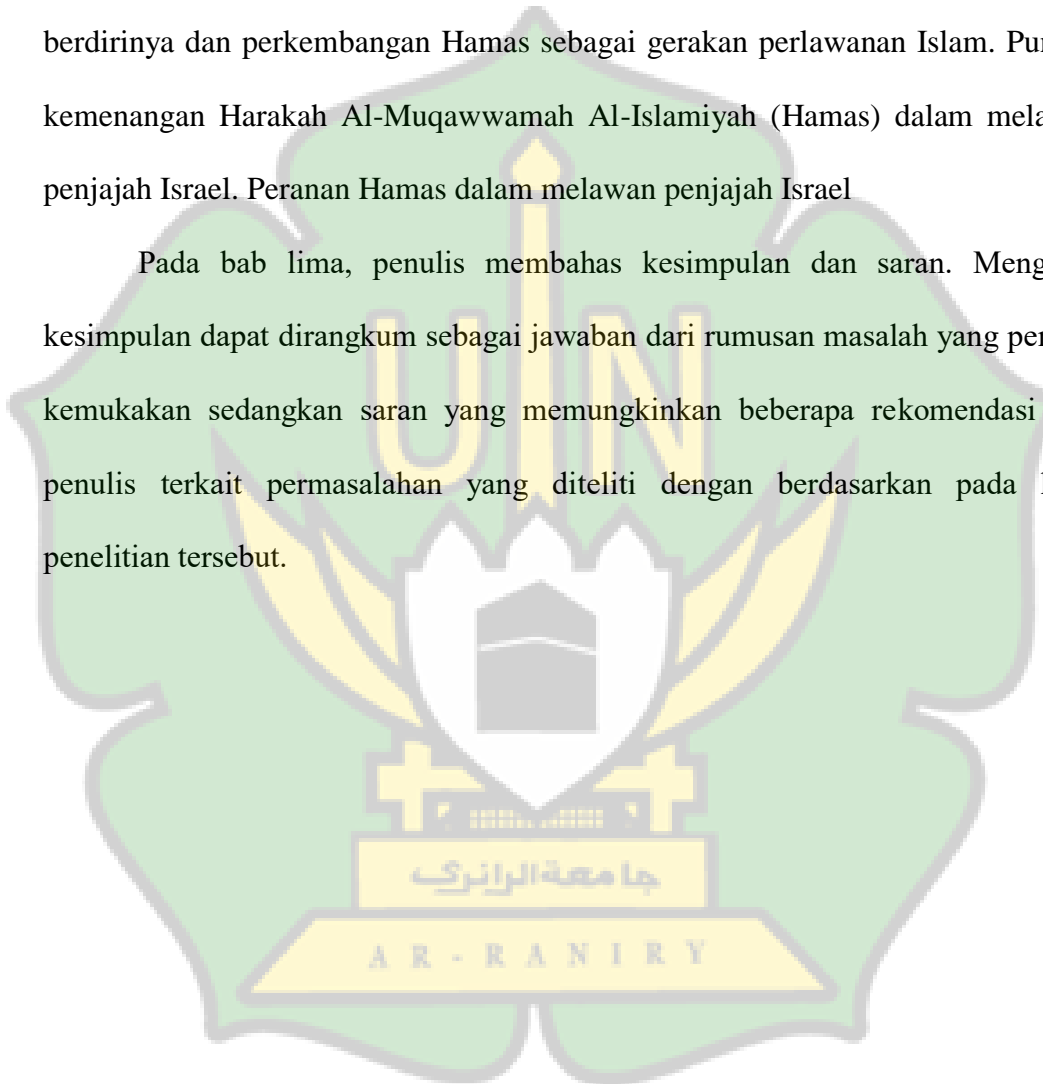 berdirinya dan perkembangan Hamas sebagai gerakan perlawanan Islam.
kemenangan Harakah Al-Muqawwamah Al-Islamiyah (Hamas) dalam
penjajah Israel. Peranan Hamas dalam melawan penjajah Israel
Pada bab lima, penulis membahas kesimpulan dan saran.
kesimpulan dapat dirangkum sebagai jawaban dari rumusan masalah yang
kemukakan sedangkan saran yang memungkinkan beberapa rekomendasi
penulis terkait permasalahan yang diteliti dengan berdasarkan pada
penelitian tersebut.
UIN
جامعة الرانري
AR-RANIRY